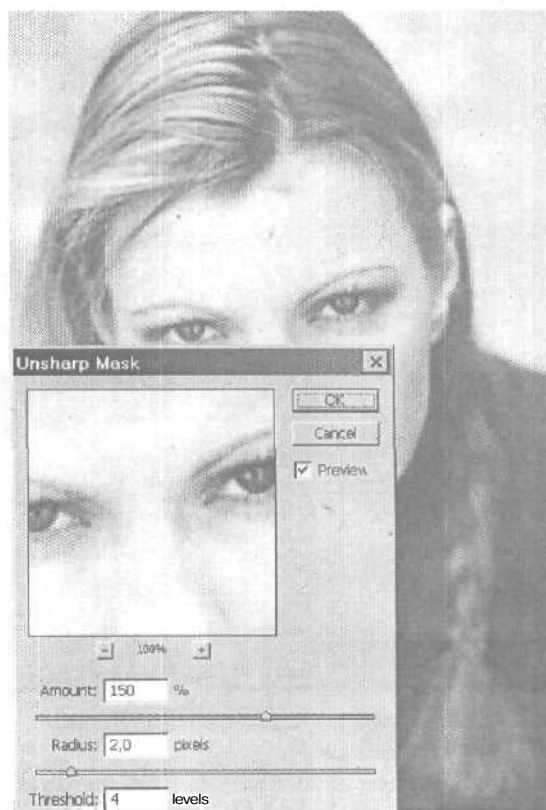 Unsharp Mask
OK
Cancel
Preview
100%
Amount: 150 %
Radius: 2,0 pixels
Threshold: 4 levels